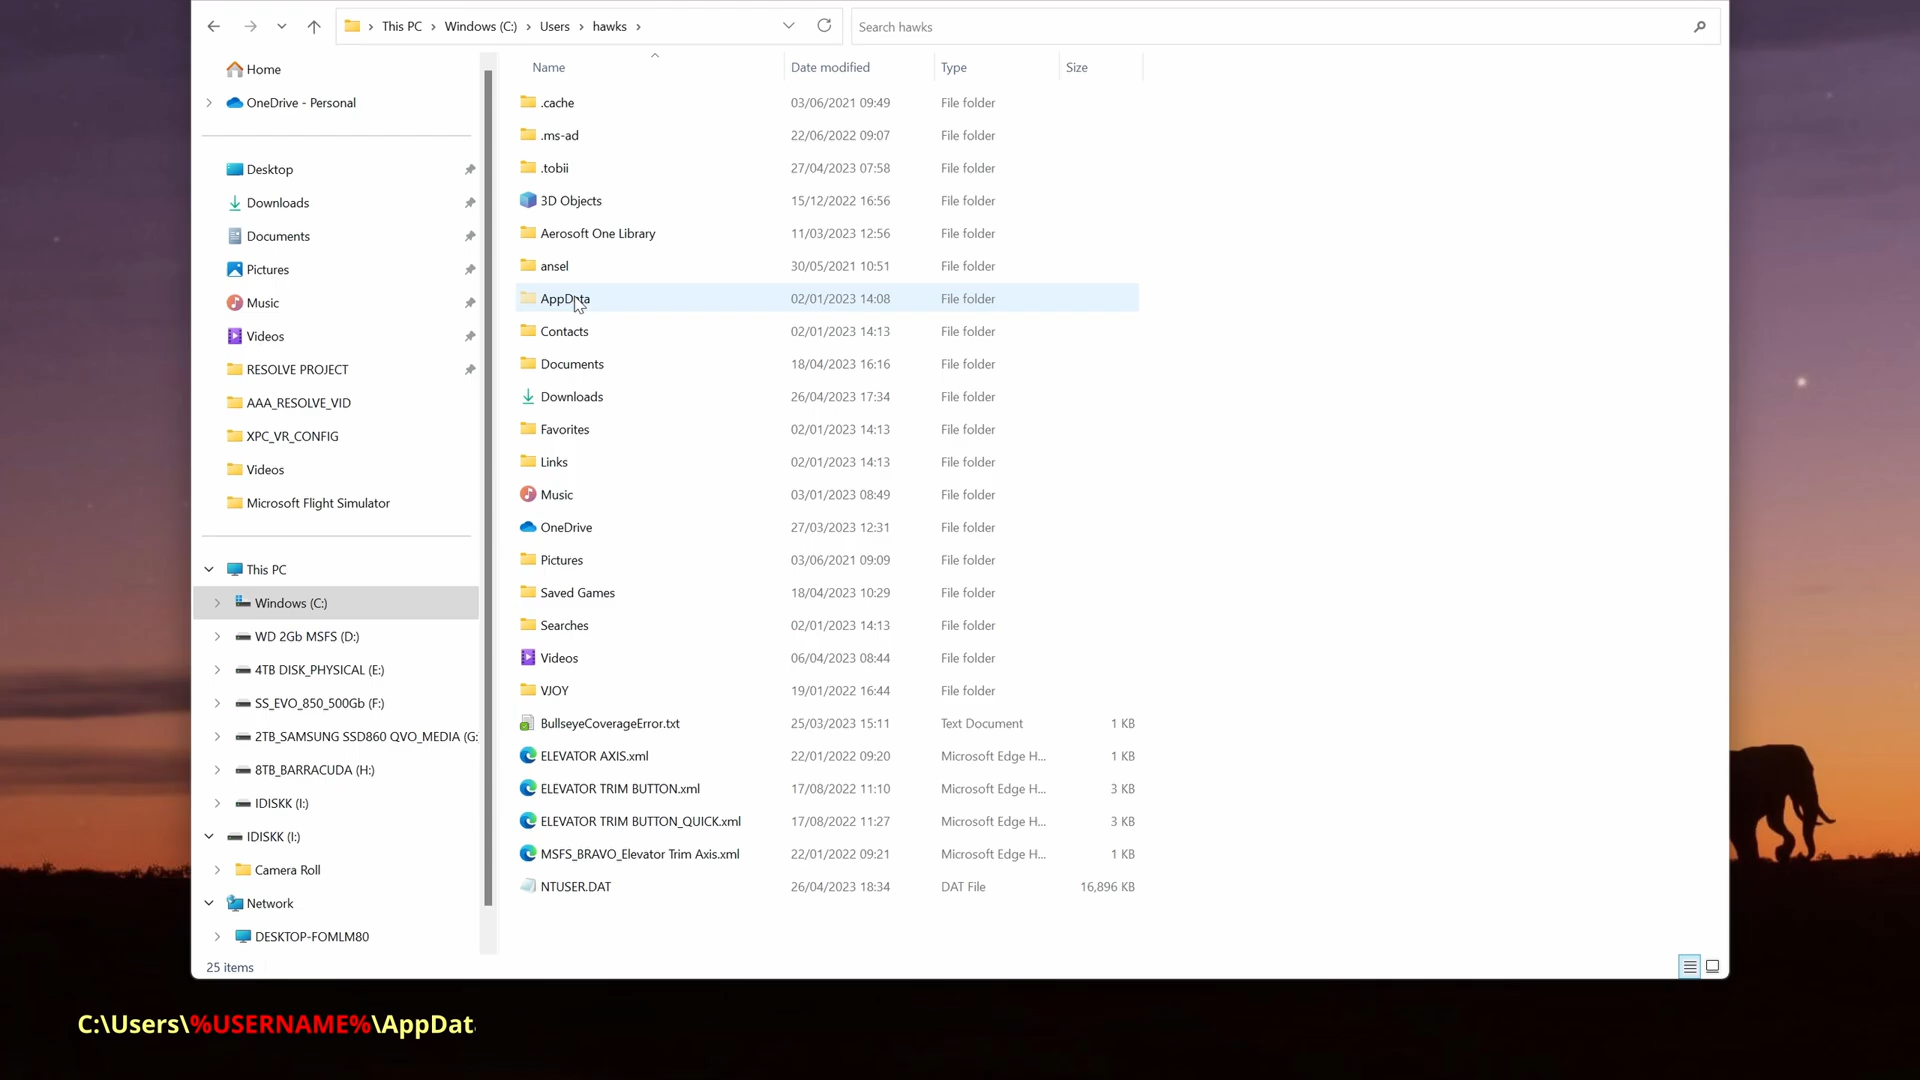 This PC
Windows (C:)
Users
hawks
Search hawks
Name
Date modified
Type
Size
Home
OneDrive - Personal
Desktop
Downloads
Documents
Pictures
Music
Videos
RESOLVE PROJECT
AAA_RESOLVE_VID
XPC_VR_CONFIG
Videos
Microsoft Flight Simulator
This PC
Windows (C:)
WD 2Gb MSFS (D:)
4TB DISK_PHYSICAL (E:)
SS_EVO_850_500Gb (F:)
2TB_SAMSUNG SSD860 QVO_MEDIA (G:
8TB_BARRACUDA (H:)
IDISKK (I:)
IDISKK (I:)
Camera Roll
Network
DESKTOP-FOMLM80
.cache 03/06/2021 09:49 File folder
.ms-ad 22/06/2022 09:07 File folder
.tobii 27/04/2023 07:58 File folder
3D Objects 15/12/2022 16:56 File folder
Aerosoft One Library 11/03/2023 12:56 File folder
ansel 30/05/2021 10:51 File folder
AppData 02/01/2023 14:08 File folder
Contacts 02/01/2023 14:13 File folder
Documents 18/04/2023 16:16 File folder
Downloads 26/04/2023 17:34 File folder
Favorites 02/01/2023 14:13 File folder
Links 02/01/2023 14:13 File folder
Music 03/01/2023 08:49 File folder
OneDrive 27/03/2023 12:31 File folder
Pictures 03/06/2021 09:09 File folder
Saved Games 18/04/2023 10:29 File folder
Searches 02/01/2023 14:13 File folder
Videos 06/04/2023 08:44 File folder
VJOY 19/01/2022 16:44 File folder
BullseyeCoverageError.txt 25/03/2023 15:11 Text Document 1 KB
ELEVATOR AXIS.xml 22/01/2022 09:20 Microsoft Edge H... 1 KB
ELEVATOR TRIM BUTTON.xml 17/08/2022 11:10 Microsoft Edge H... 3 KB
ELEVATOR TRIM BUTTON_QUICK.xml 17/08/2022 11:27 Microsoft Edge H... 3 KB
MSFS_BRAVO_Elevator Trim Axis.xml 22/01/2022 09:21 Microsoft Edge H... 1 KB
NTUSER.DAT 26/04/2023 18:34 DAT File 16,896 KB
25 items
C:\Users\%USERNAME%\AppDat